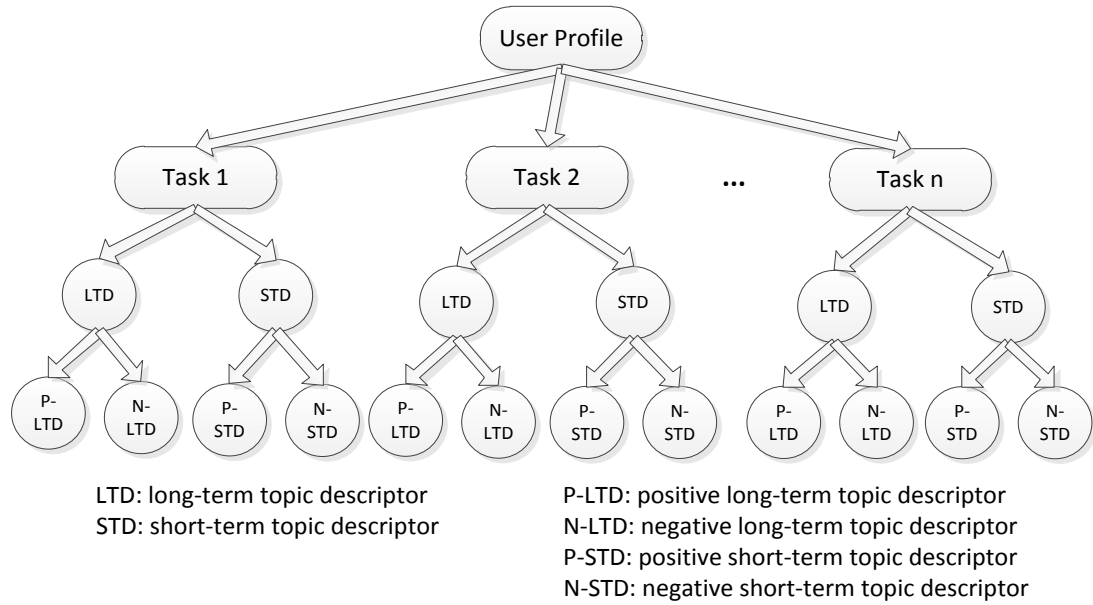 User Profile
Task 1
Task 2
...
Task n
LTD
STD
LTD
STD
LTD
STD
P-
LTD
N-
LTD
P-
STD
N-
STD
P-
LTD
N-
LTD
P-
STD
N-
STD
P-
LTD
N-
LTD
P-
STD
N-
STD
LTD: long-term topic descriptor
STD: short-term topic descriptor
P-LTD: positive long-term topic descriptor
N-LTD: negative long-term topic descriptor
P-STD: positive short-term topic descriptor
N-STD: negative short-term topic descriptor